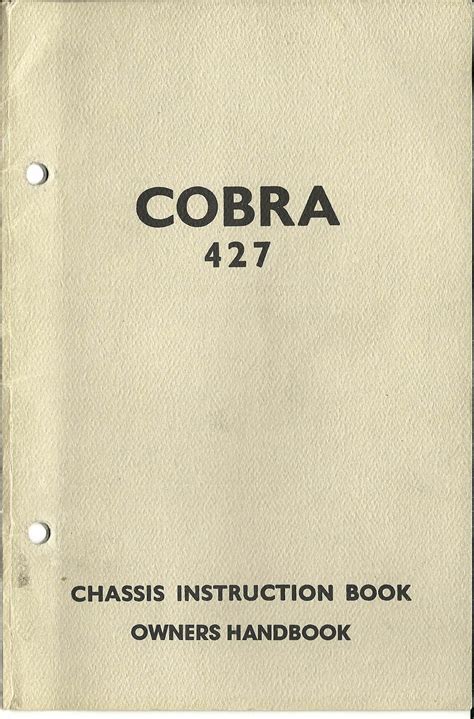 COBRA
427
CHASSIS INSTRUCTION BOOK
OWNERS HANDBOOK